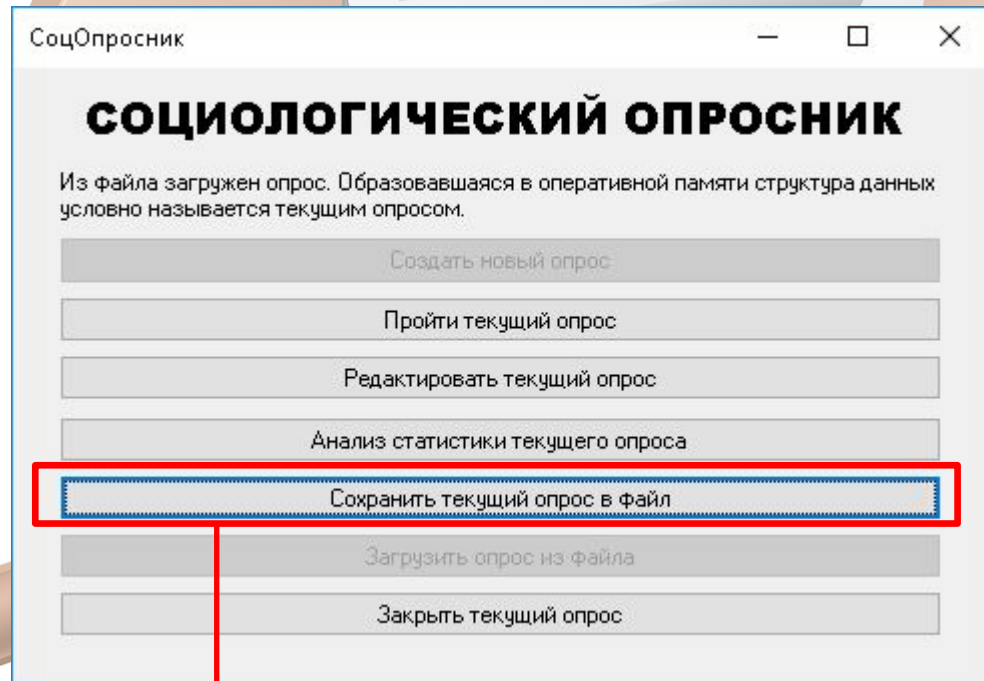 СоцОпросник
СОЦИОЛОГИЧЕСКИЙ ОПРОСНИК
Из файла загружен опрос. Образовавшаяся в оперативной памяти структура данных
условно называется текущим опросом.
Создать новый опрос
Пройти текущий опрос
Редактировать текущий опрос
Анализ статистики текущего опроса
Сохранить текущий опрос в файл
Загрузить опрос из файла
Закрыть текущий опрос